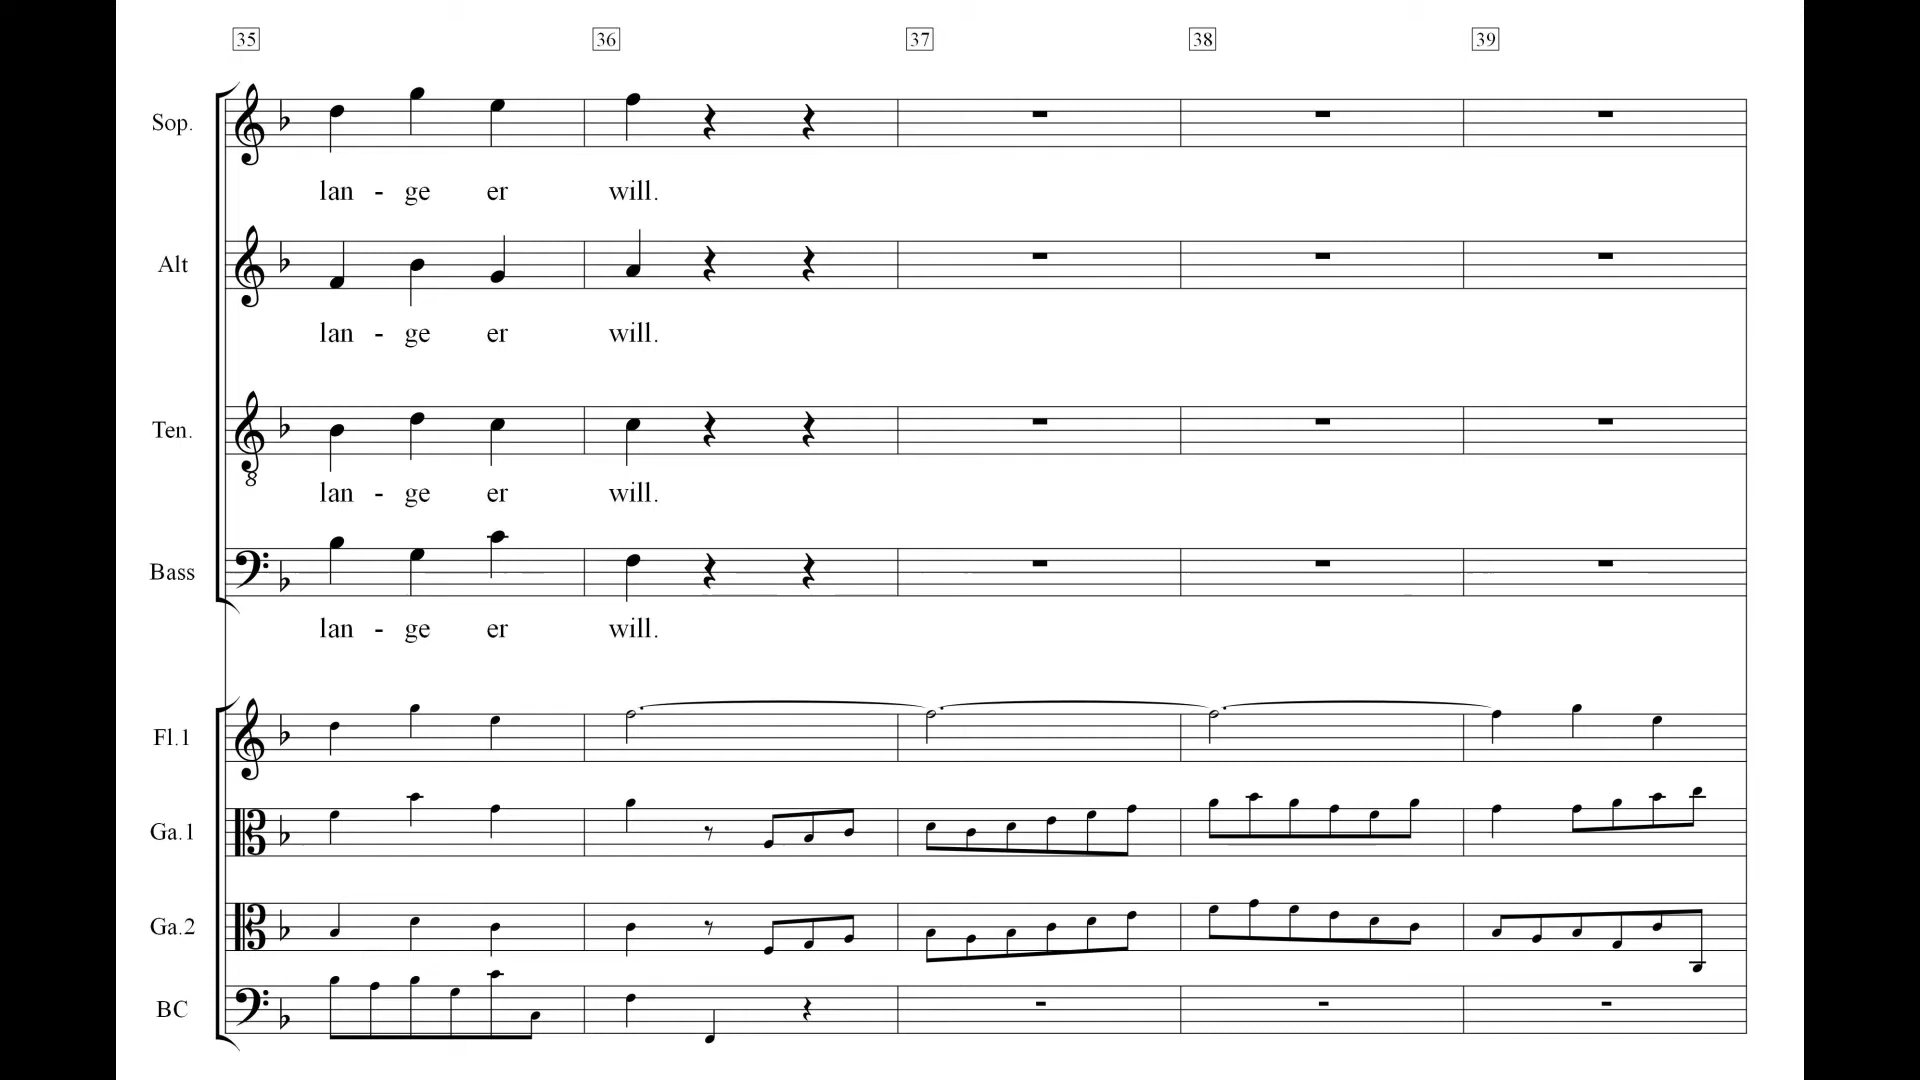 35 36 37 38 39
Sop.
lan - ge er will.
Alt
lan - ge er will.
Ten.
8
lan - ge er will.
Bass
lan - ge er will.
Fl.1
Ga.1
Ga.2
BC